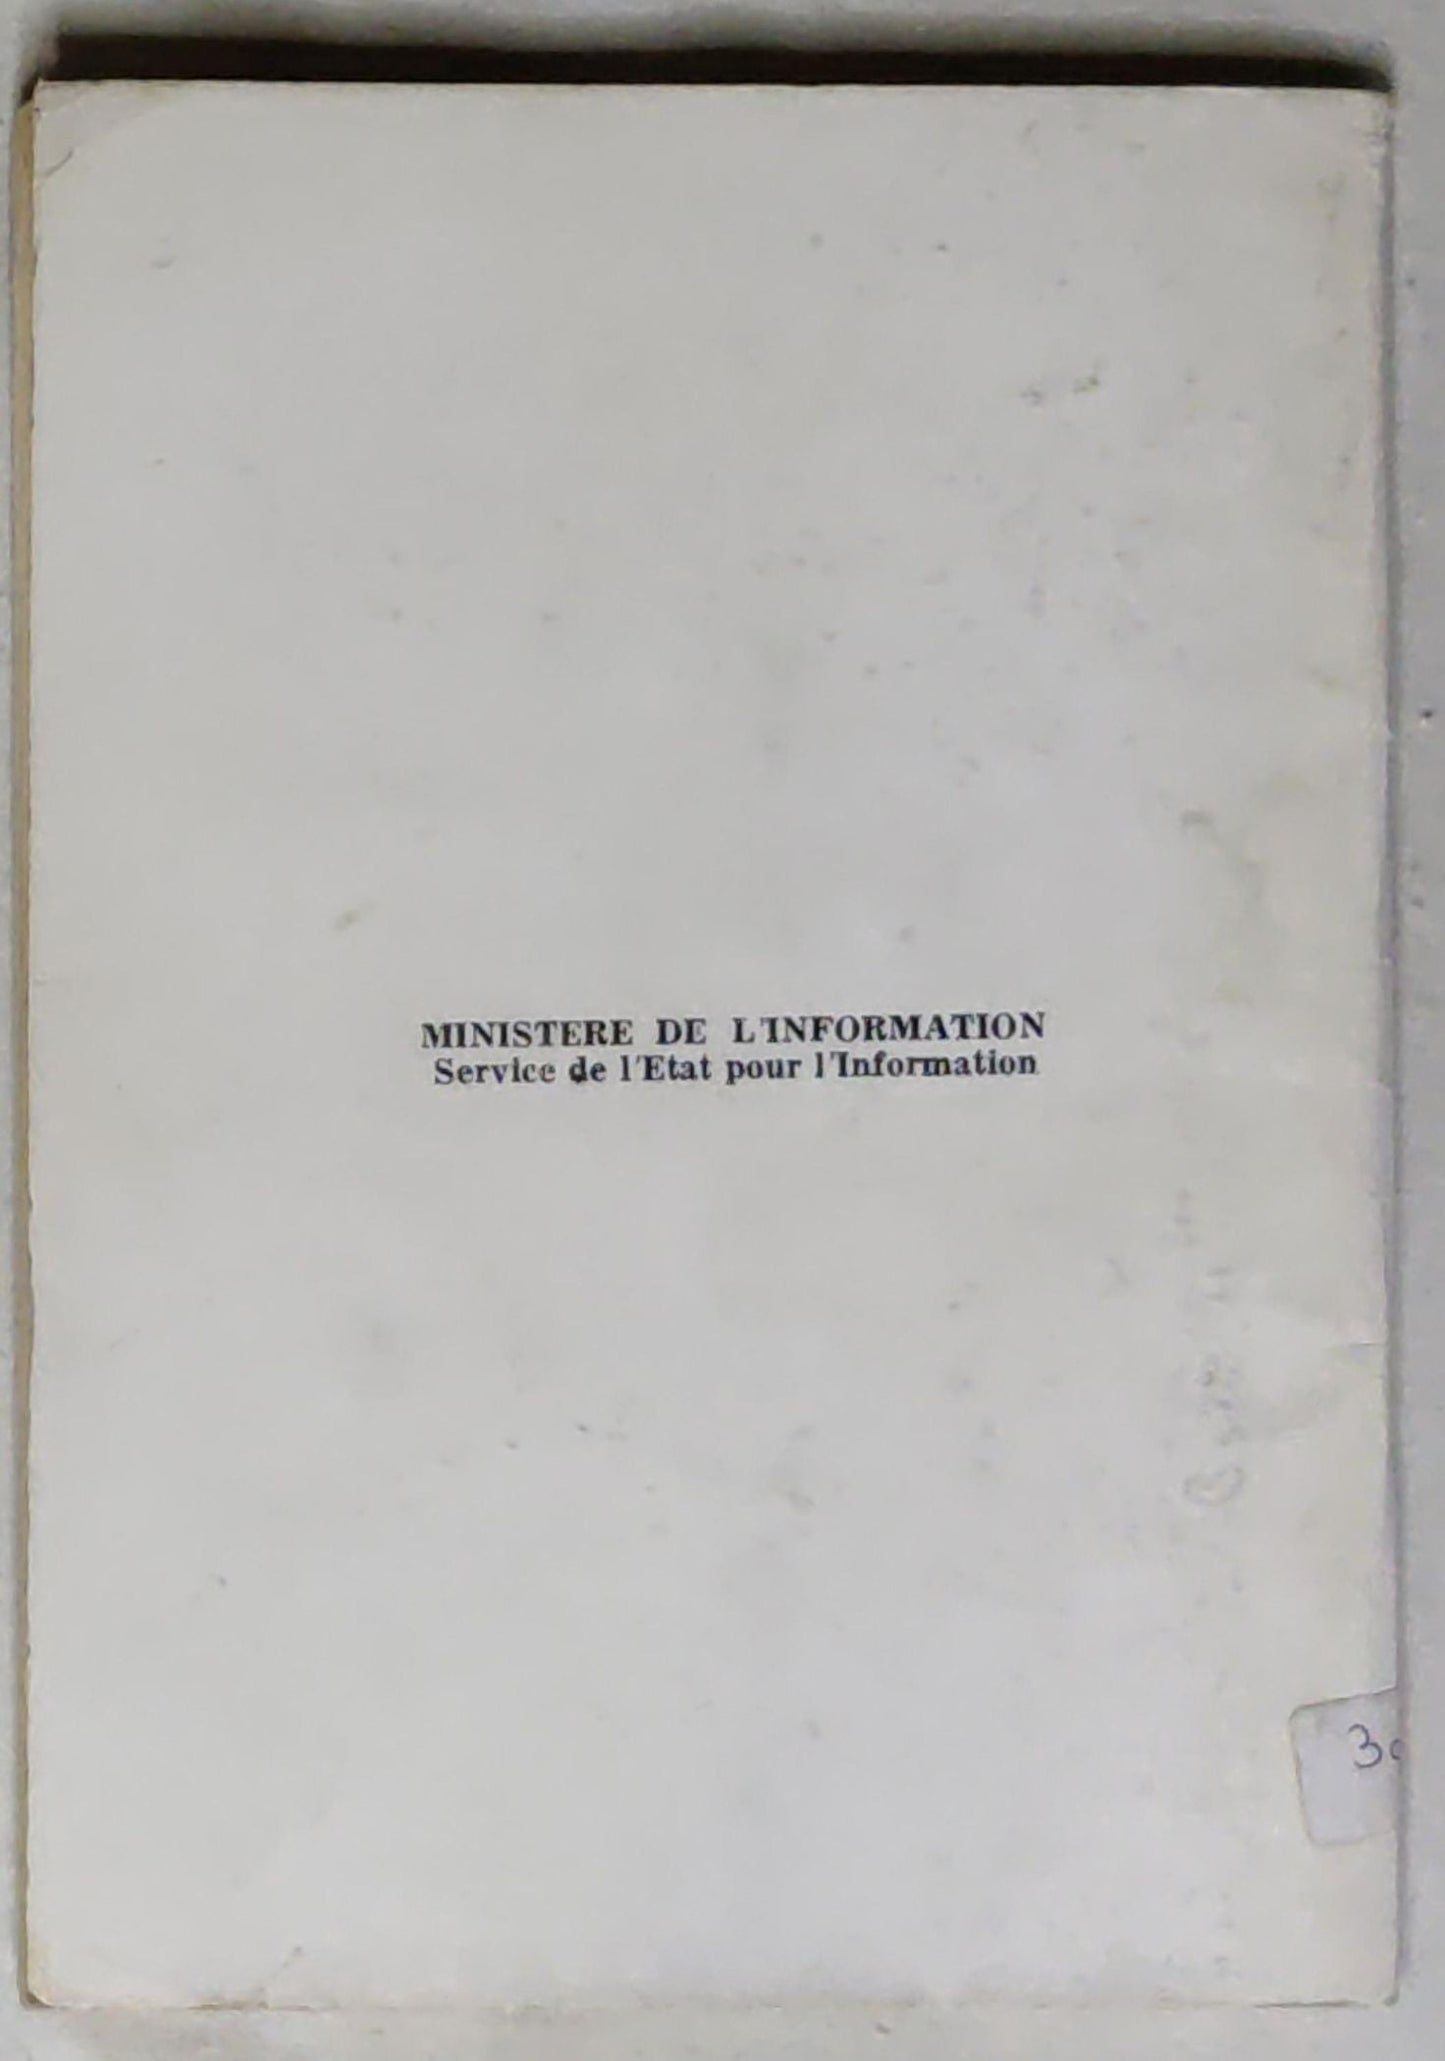 MINISTERE DE L'INFORMATION
Service de l'Etat pour l'Information